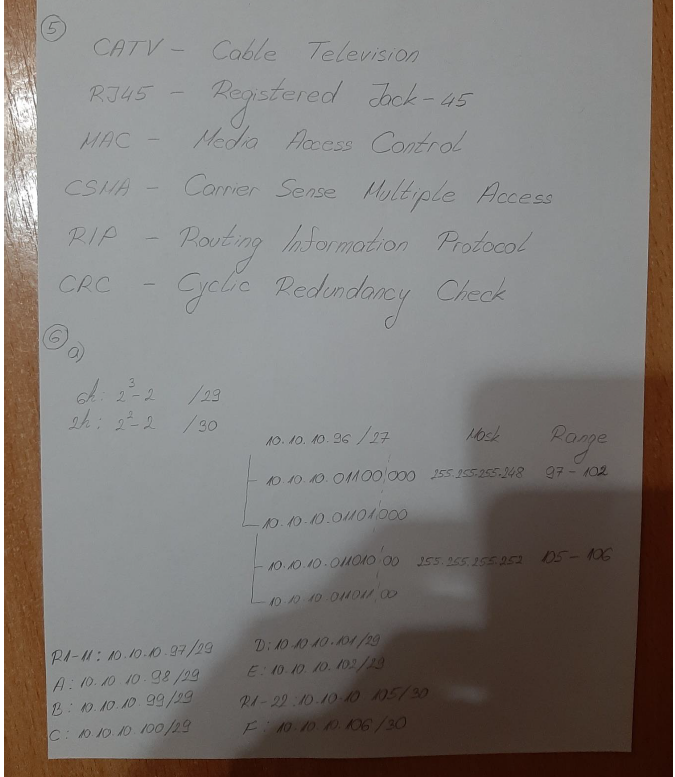 ⑤
CATV - Cable Television
RJ45 - Registered Jack-45
MAC - Media Access Control
CSMA - Carrier Sense Multiple Access
RIP - Routing Information Protocol
CRC - Cyclic Redundancy Check
⑥
a)
6h: 2³-2 /29
2h: 2²-2 /30
10.10.10.96/27 Mask Range
10.10.10.01100|000 255.255.255.248 97-102
10.10.10.01101|000
10.10.10.011010|00 255.255.255.252 105-106
10.10.10.011011|00
R1-11: 10.10.10.97/29
A: 10.10.10.98/29
B: 10.10.10.99/29
C: 10.10.10.100/29
D: 10.10.10.101/29
E: 10.10.10.102/29
R1-22: 10.10.10.105/30
F: 10.10.10.106/30